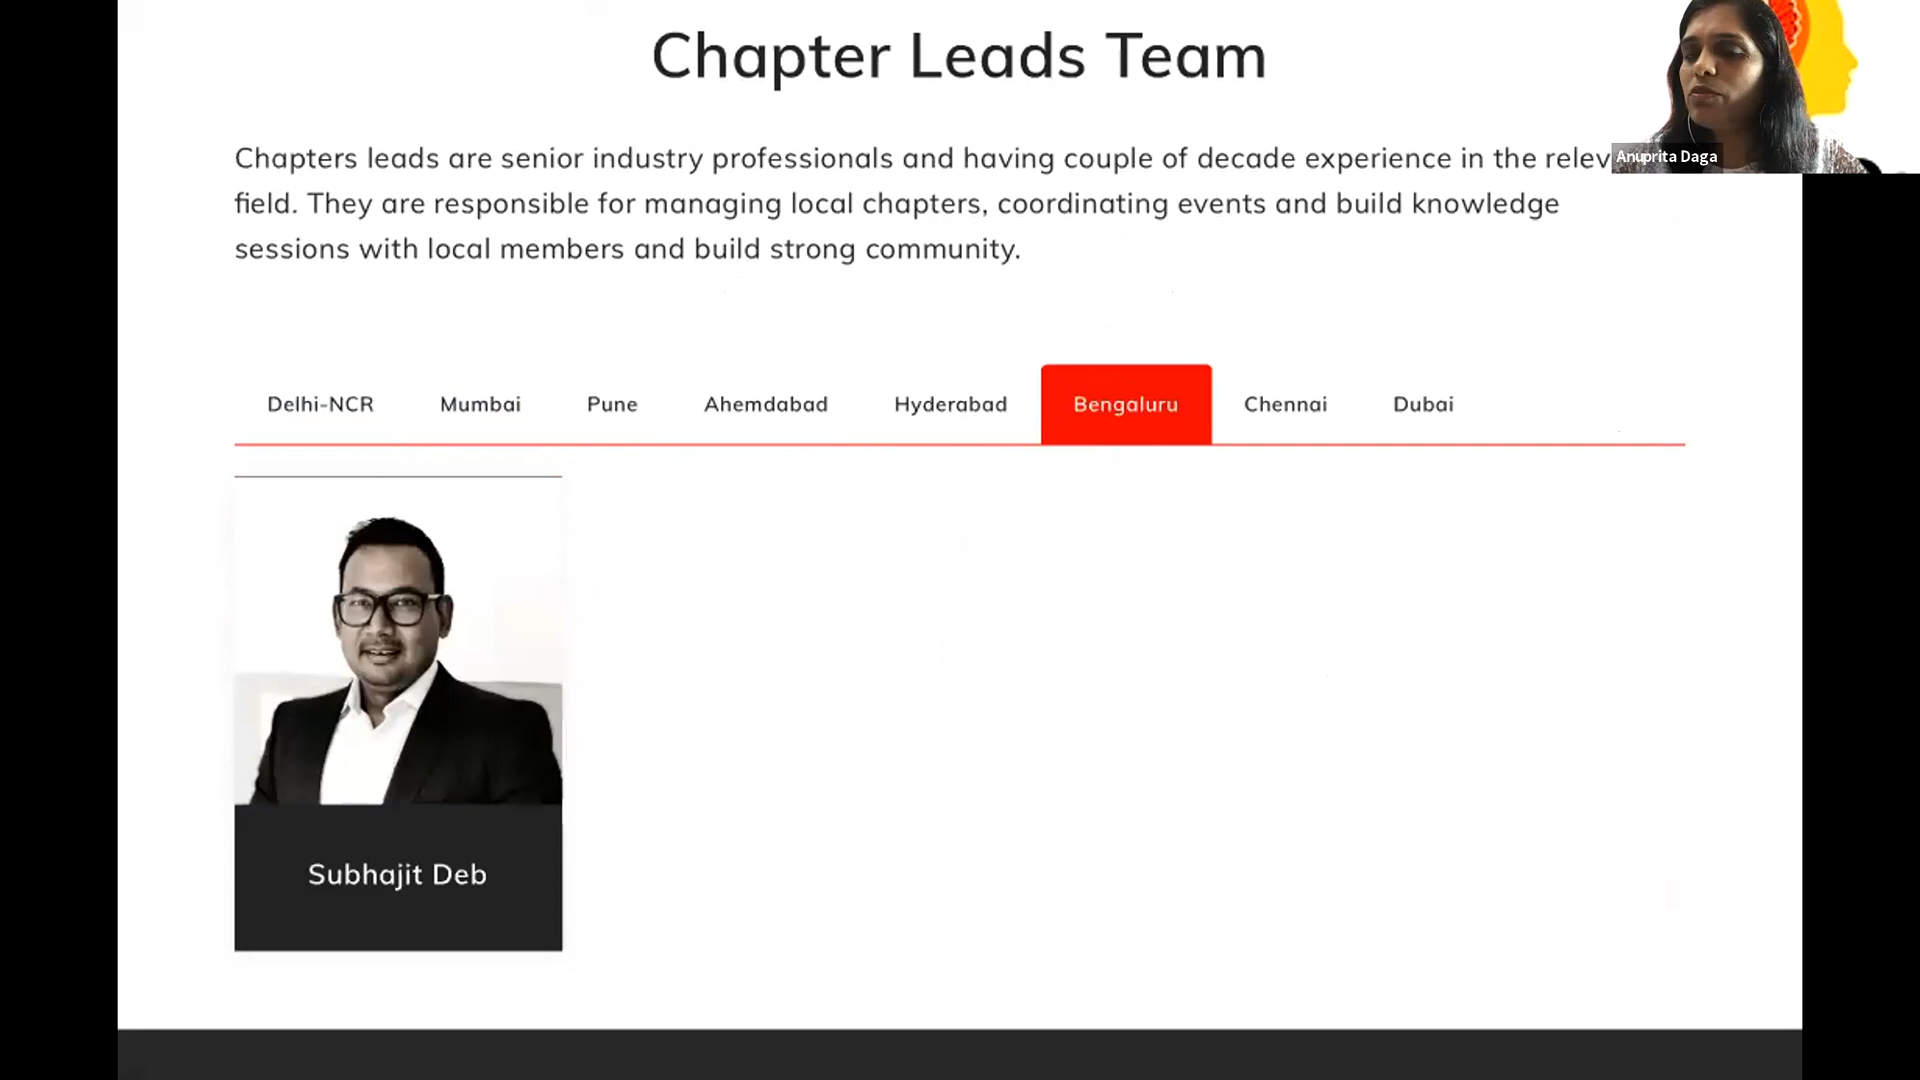 Chapter Leads Team
Chapters leads are senior industry professionals and having couple of decade experience in the
field. They are responsible for managing local chapters, coordinating events and build knowledge
sessions with local members and build strong community.
Anuprita Daga
Delhi-NCR Mumbai Pune Ahemdabad Hyderabad Bengaluru Chennai Dubai
Subhajit Deb